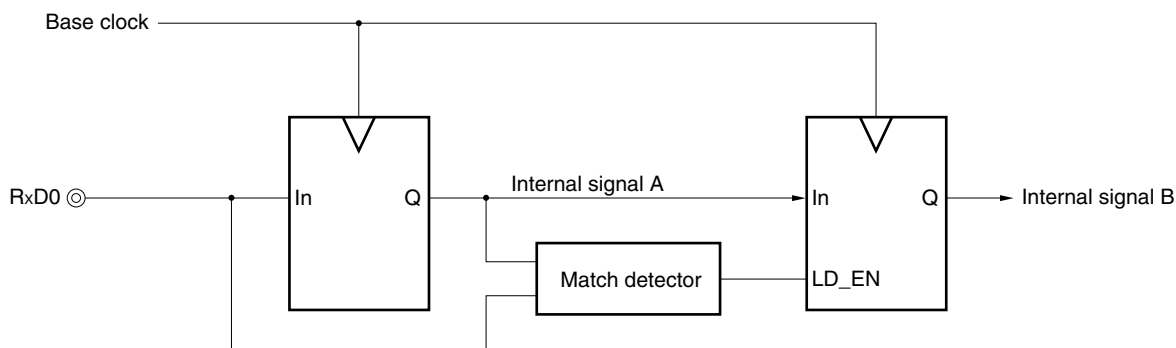 Base clock
RxD0
In
Q
Internal signal A
In
Q
Internal signal B
Match detector
LD_EN